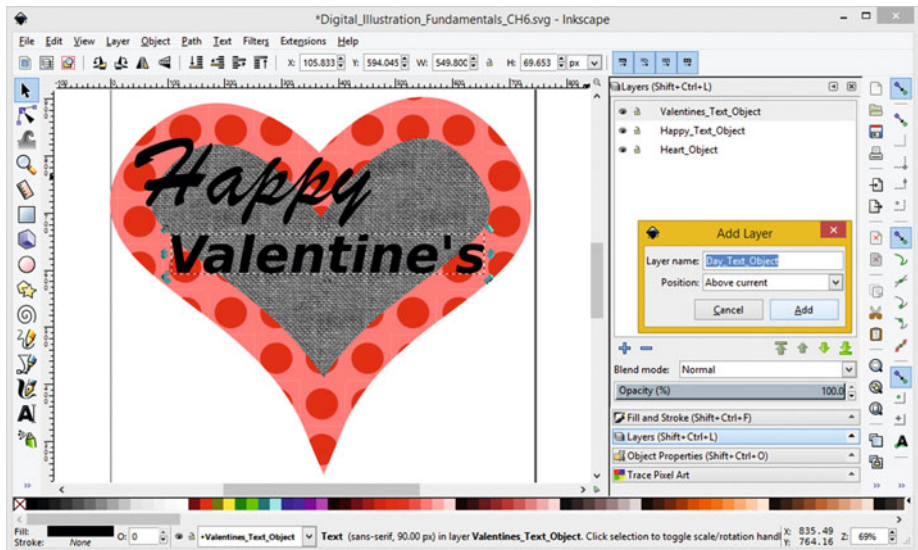 *Digital_Illustration_Fundamentals_CH6.svg - Inkscape
File Edit View Layer Object Path Text Filters Extensions Help
X: 105.833 Y: 594.045 W: 549.800 H: 69.653 px
Layers (Shift+Ctrl+L)
Valentines_Text_Object
Happy_Text_Object
Heart_Object
Happy
Valentine's
Add Layer
Layer name: Day_Text_Object
Position: Above current
Cancel Add
Blend mode: Normal
Opacity (%) 100.0
Fill and Stroke (Shift+Ctrl+F)
Layers (Shift+Ctrl+L)
Object Properties (Shift+Ctrl+O)
Trace Pixel Art
Fill:
Stroke: None
O: 0
•Valentines_Text_Object
Text (sans-serif, 90.00 px) in layer Valentines_Text_Object. Click selection to toggle scale/rotation handl
X: 835.49
Y: 764.16
Z: 69%